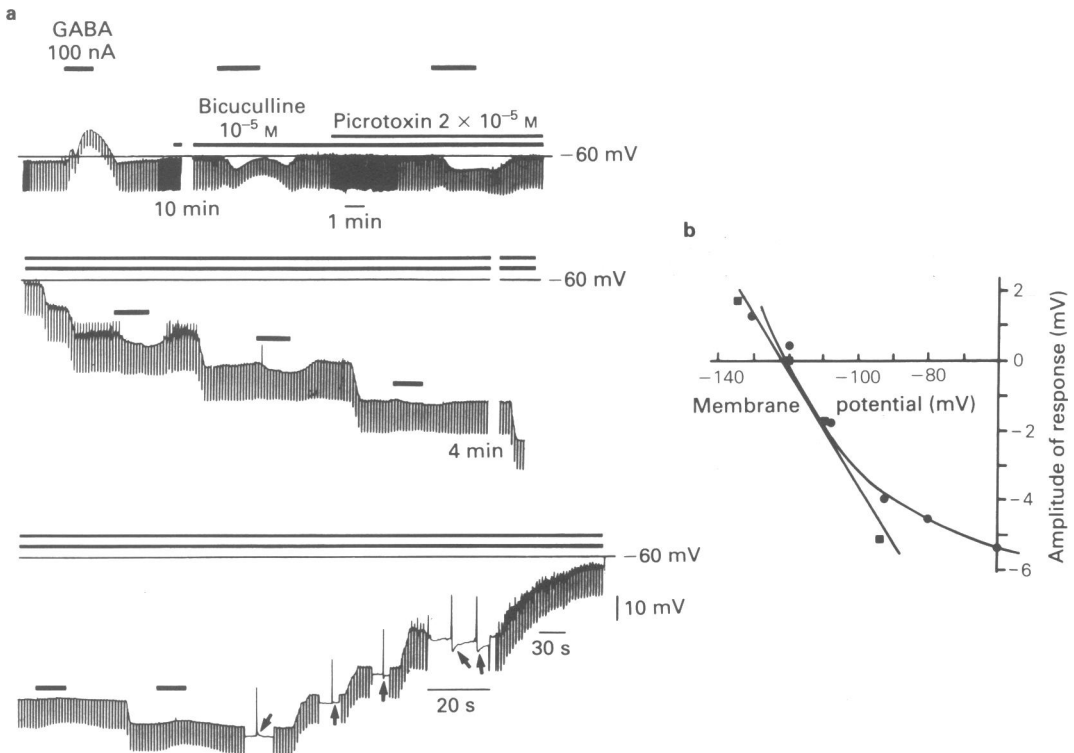 a
GABA
100 nA
Bicuculline
10⁻⁵ M
Picrotoxin 2 × 10⁻⁵ M
−60 mV
10 min
1 min
−60 mV
4 min
−60 mV
10 mV
30 s
20 s
b
2
0
−140
−100
−80
Membrane potential (mV)
−2
−4
−6
Amplitude of response (mV)